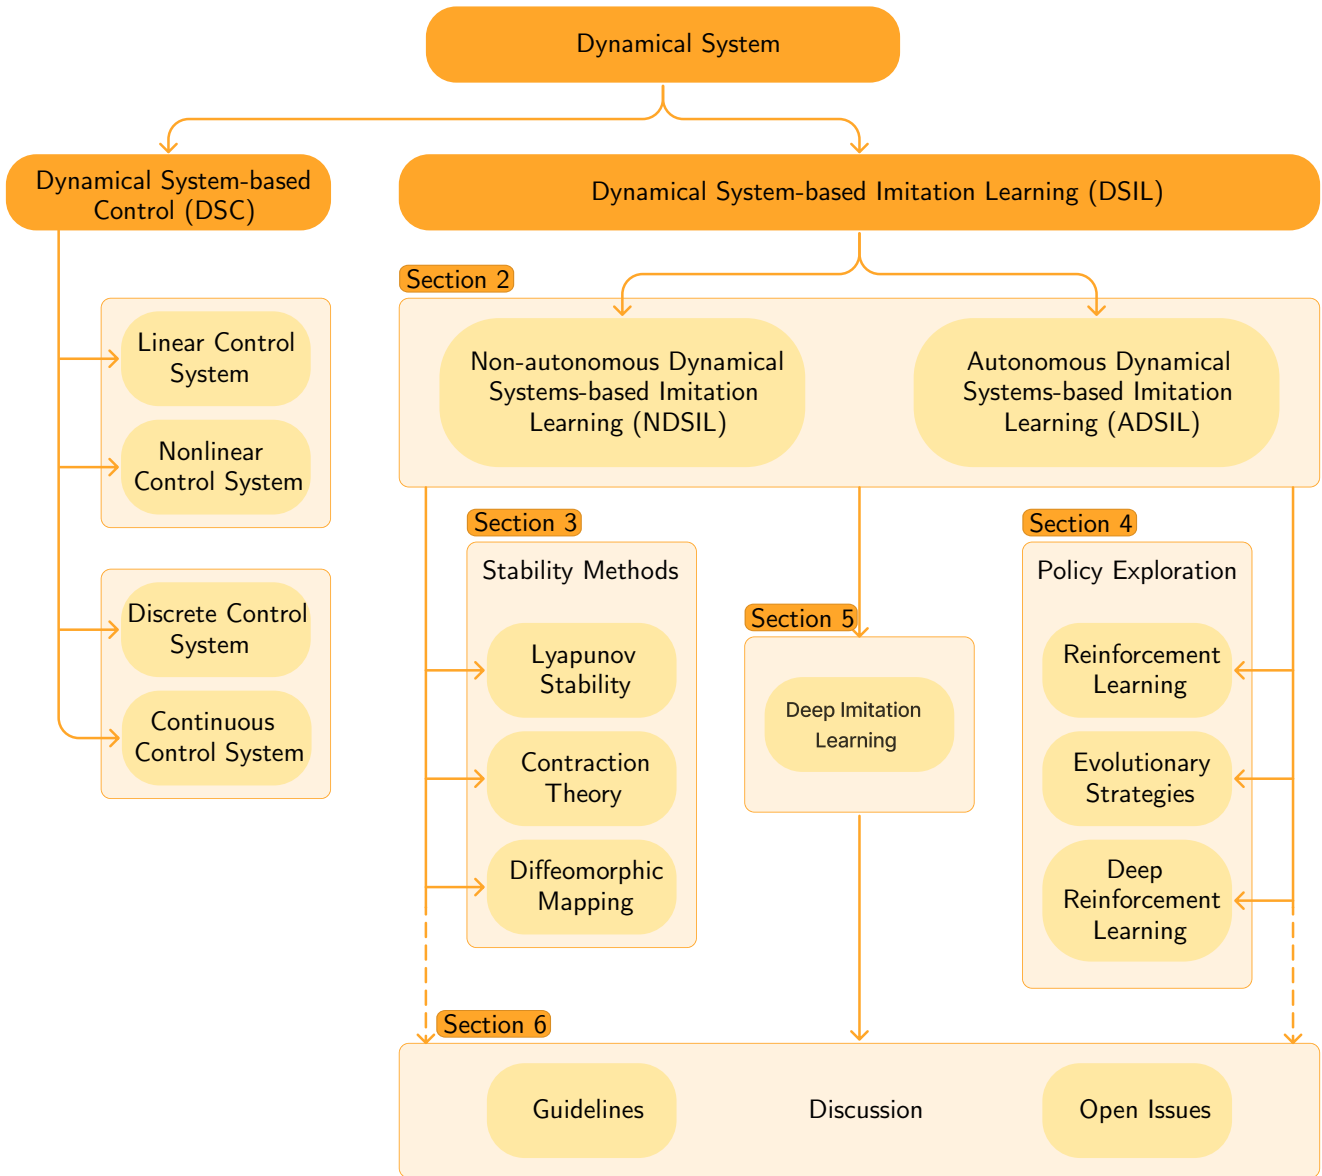 Dynamical System
Dynamical System-based
Control (DSC)
Dynamical System-based Imitation Learning (DSIL)
Linear Control
System
Nonlinear
Control System
Discrete Control
System
Continuous
Control System
Section 2
Non-autonomous Dynamical
Systems-based Imitation
Learning (NDSIL)
Autonomous Dynamical
Systems-based Imitation
Learning (ADSIL)
Section 3
Stability Methods
Lyapunov
Stability
Contraction
Theory
Diffeomorphic
Mapping
Section 5
Deep Imitation
Learning
Section 4
Policy Exploration
Reinforcement
Learning
Evolutionary
Strategies
Deep
Reinforcement
Learning
Section 6
Guidelines
Discussion
Open Issues